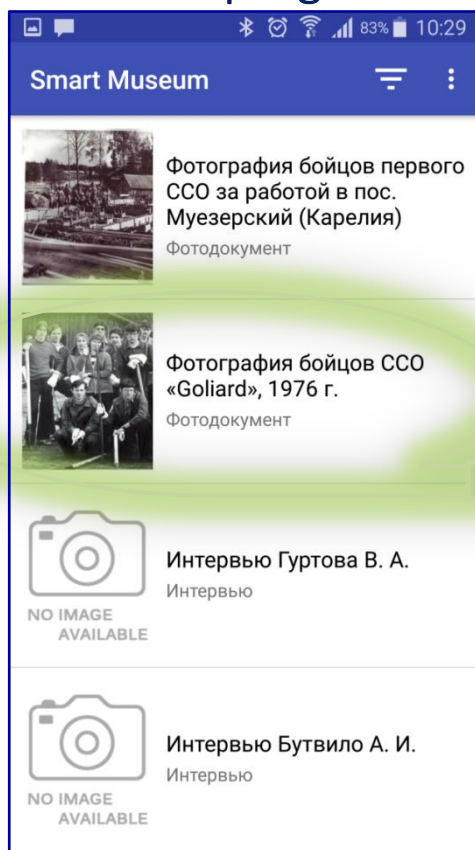 83% 10:29
Smart Museum
Фотография бойцов первого
ССО за работой в пос.
Муезерский (Карелия)
Фотодокумент
Фотография бойцов ССО
«Goliard», 1976 г.
Фотодокумент
NO IMAGE
AVAILABLE
Интервью Гуртова В. А.
Интервью
NO IMAGE
AVAILABLE
Интервью Бутвило А. И.
Интервью